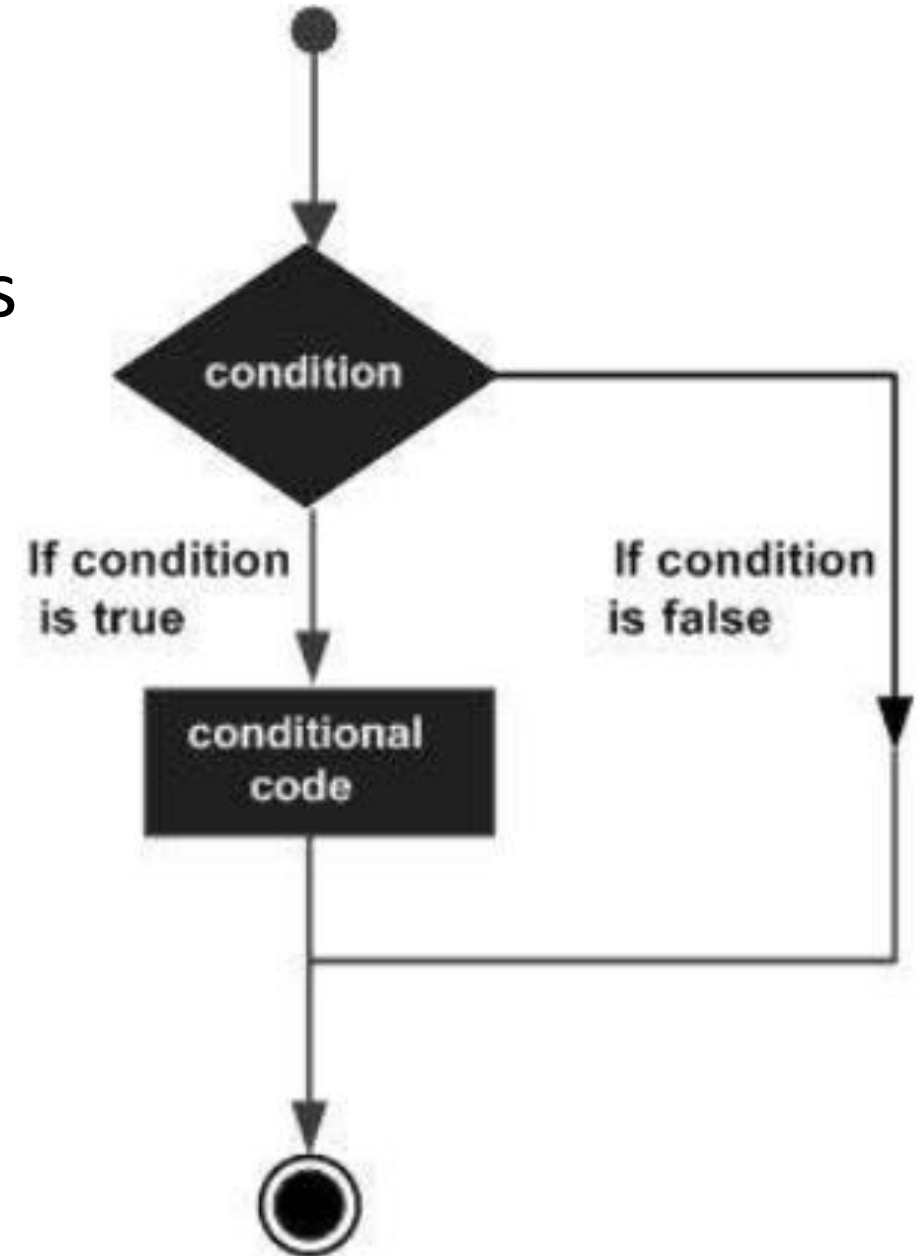 s
condition
If condition
is true
If condition
is false
conditional
code